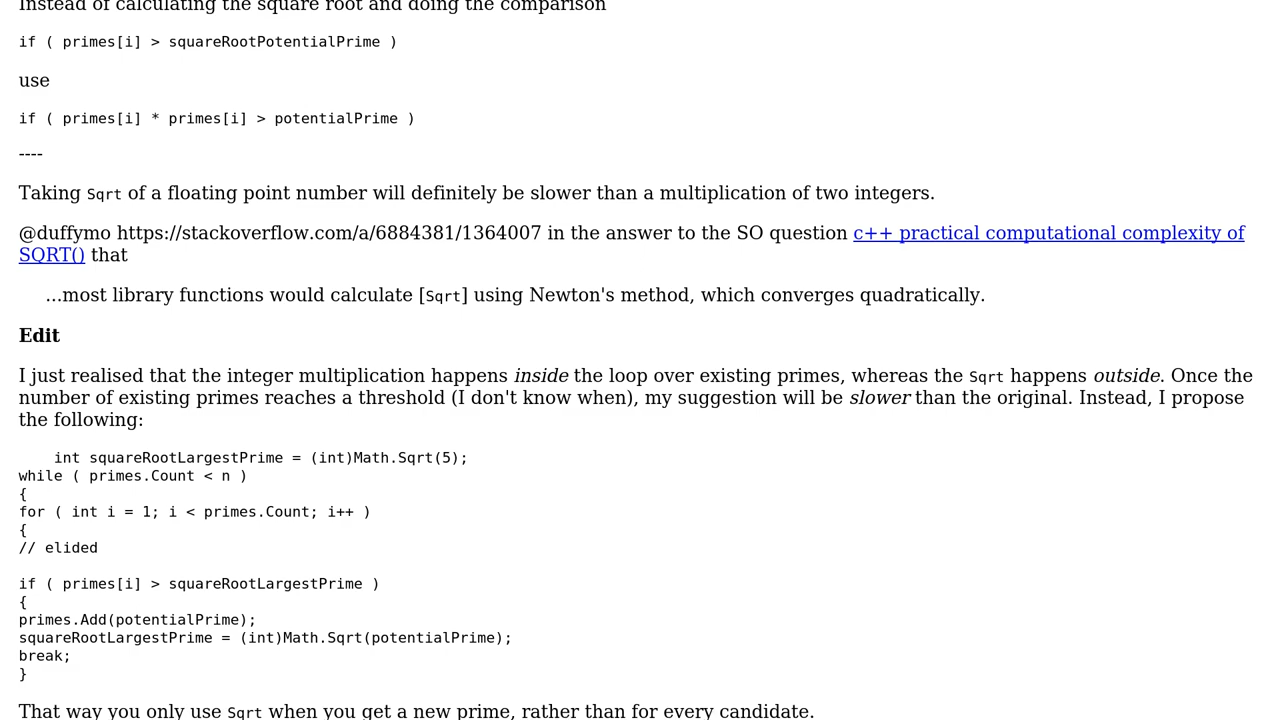 Instead of calculating the square root and doing the comparison
if ( primes[i] > squareRootPotentialPrime )
use
if ( primes[i] * primes[i] > potentialPrime )
----
Taking Sqrt of a floating point number will definitely be slower than a multiplication of two integers.
@duffymo https://stackoverflow.com/a/6884381/1364007 in the answer to the SO question c++ practical computational complexity of
SQRT() that
...most library functions would calculate [Sqrt] using Newton's method, which converges quadratically.
Edit
I just realised that the integer multiplication happens inside the loop over existing primes, whereas the Sqrt happens outside. Once the
number of existing primes reaches a threshold (I don't know when), my suggestion will be slower than the original. Instead, I propose
the following:
int squareRootLargestPrime = (int)Math.Sqrt(5);
while ( primes.Count < n )
{
for ( int i = 1; i < primes.Count; i++ )
{
// elided
if ( primes[i] > squareRootLargestPrime )
{
primes.Add(potentialPrime);
squareRootLargestPrime = (int)Math.Sqrt(potentialPrime);
break;
}
That way you only use Sqrt when you get a new prime, rather than for every candidate.